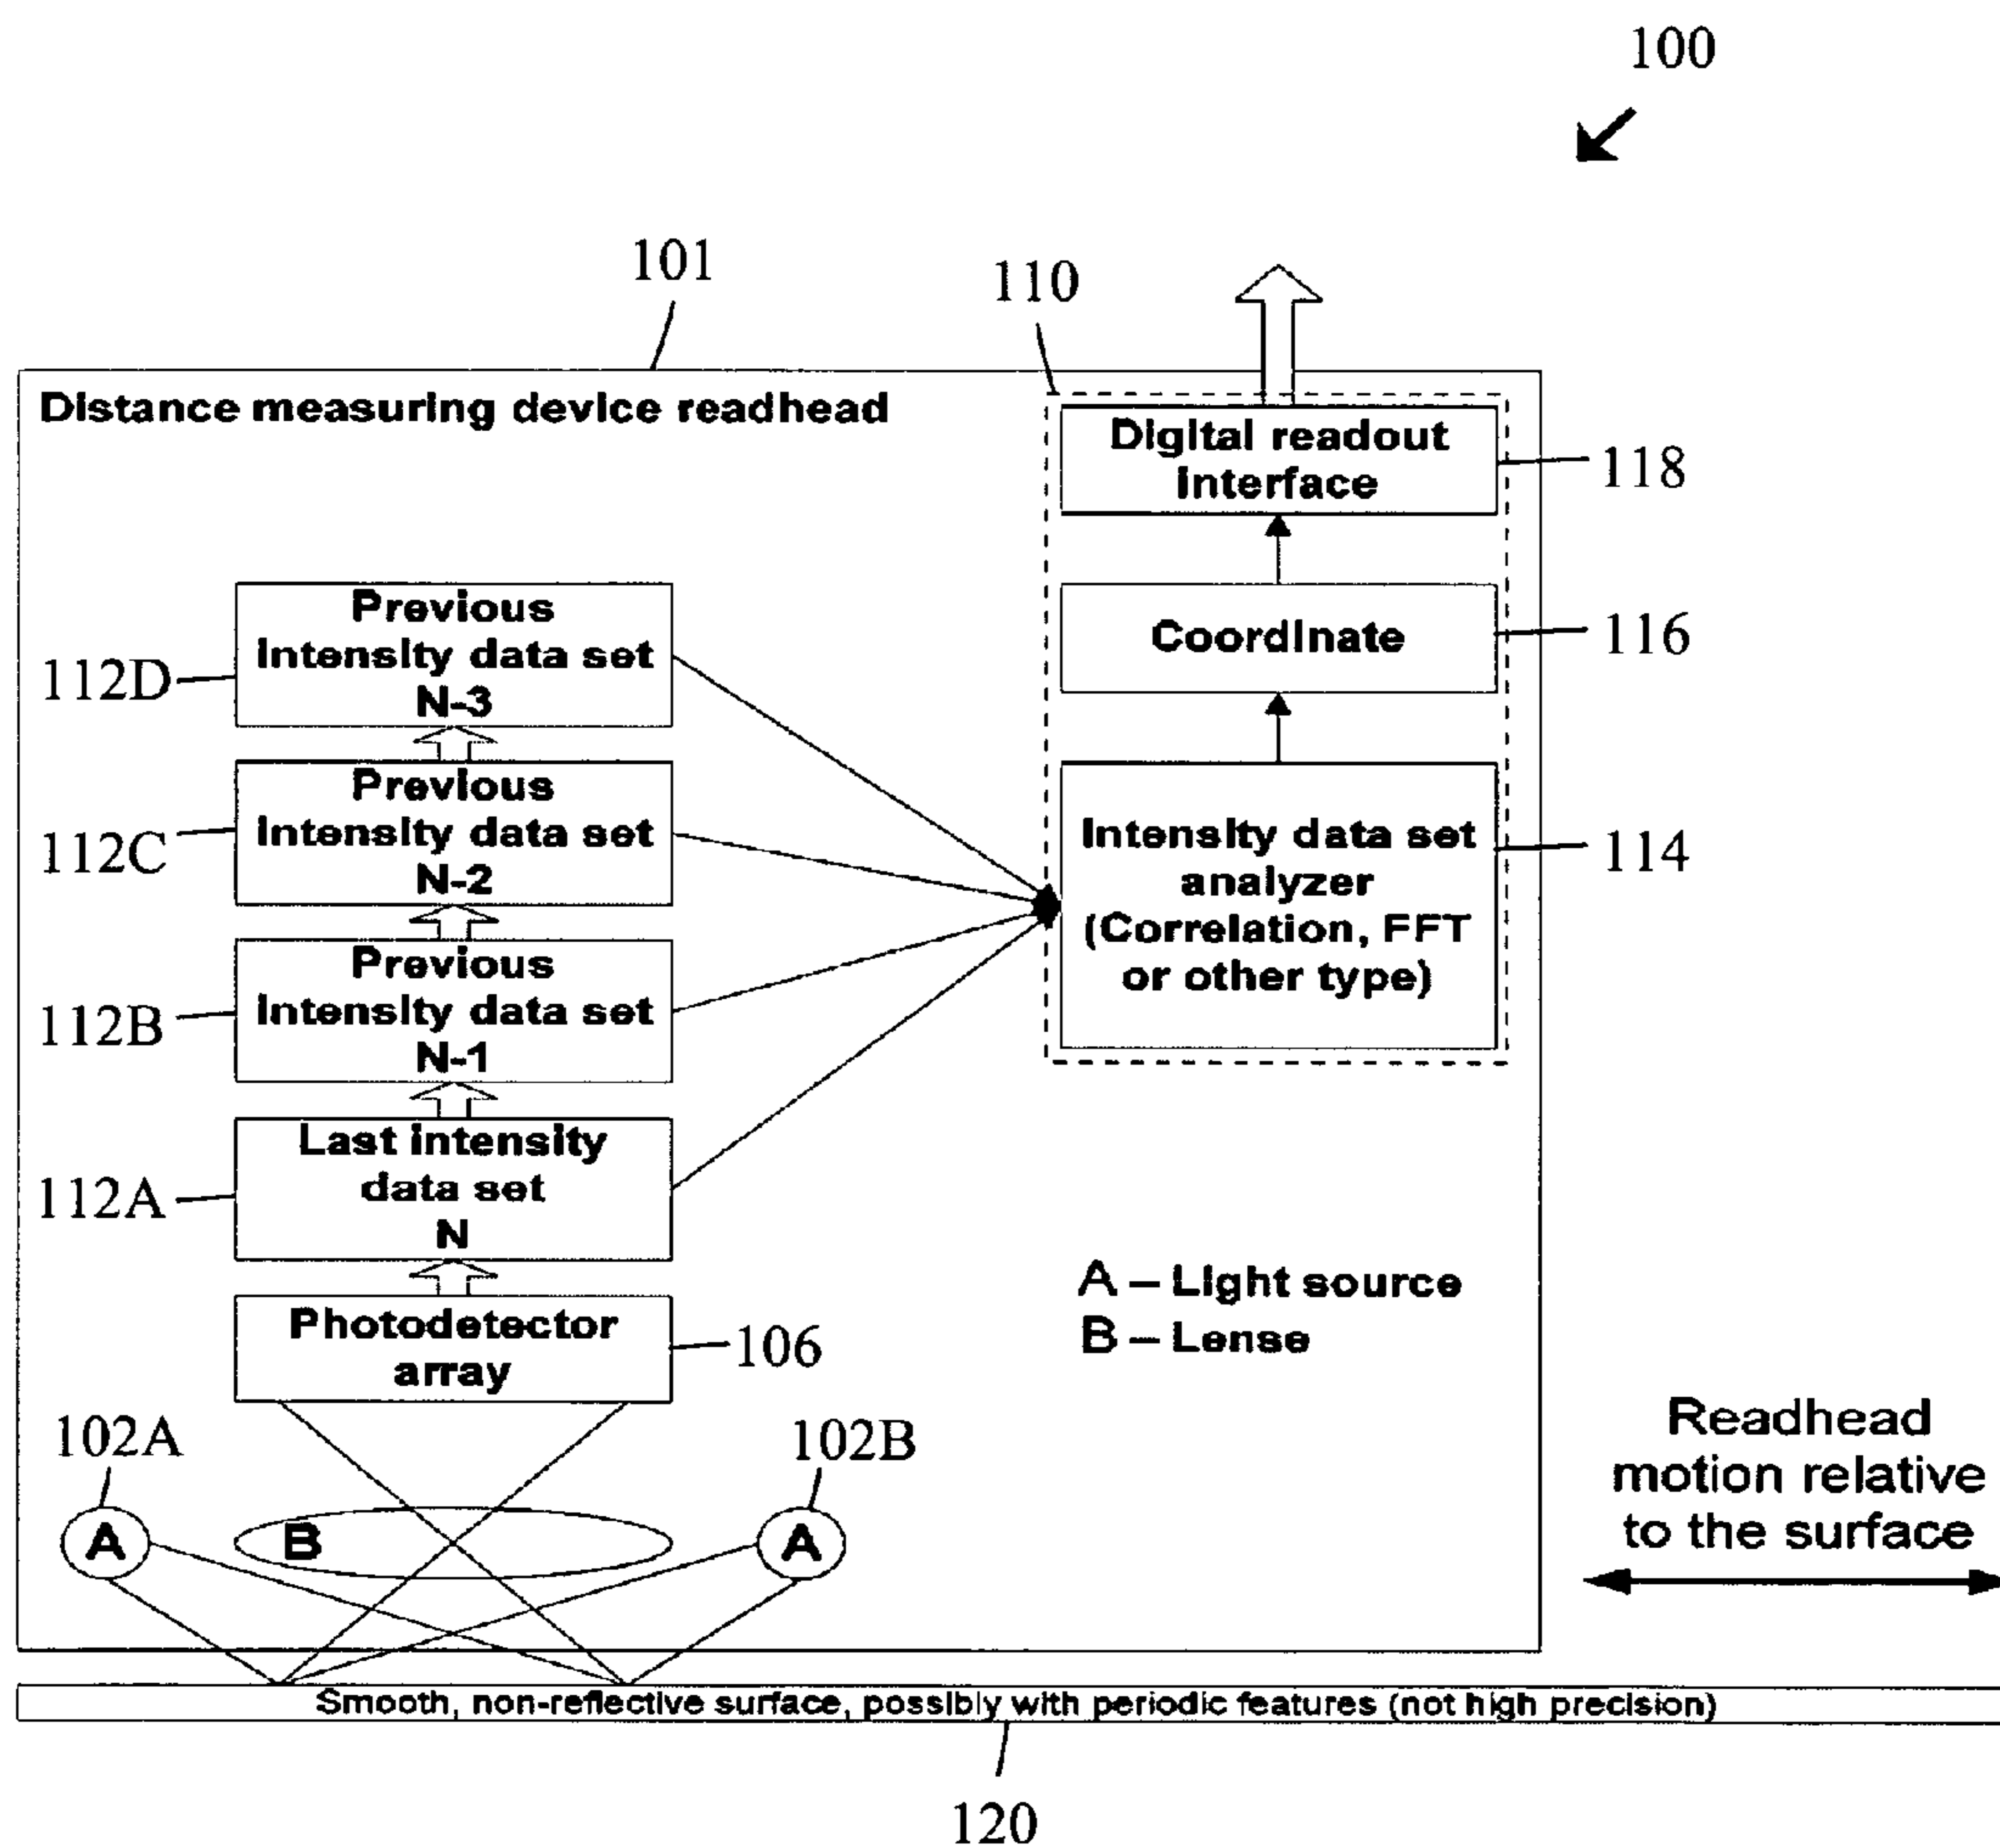 100
101
110
Distance measuring device readhead
Digital readout
interface
118
Previous
intensity data set
N-3
112D
Coordinate
116
Previous
intensity data set
N-2
112C
Intensity data set
analyzer
(Correlation, FFT
or other type)
114
Previous
intensity data set
N-1
112B
Last intensity
data set
N
112A
A – Light source
B – Lense
Photodetector
array
106
102A
102B
A
B
A
Readhead
motion relative
to the surface
Smooth, non-reflective surface, possibly with periodic features (not high precision)
120